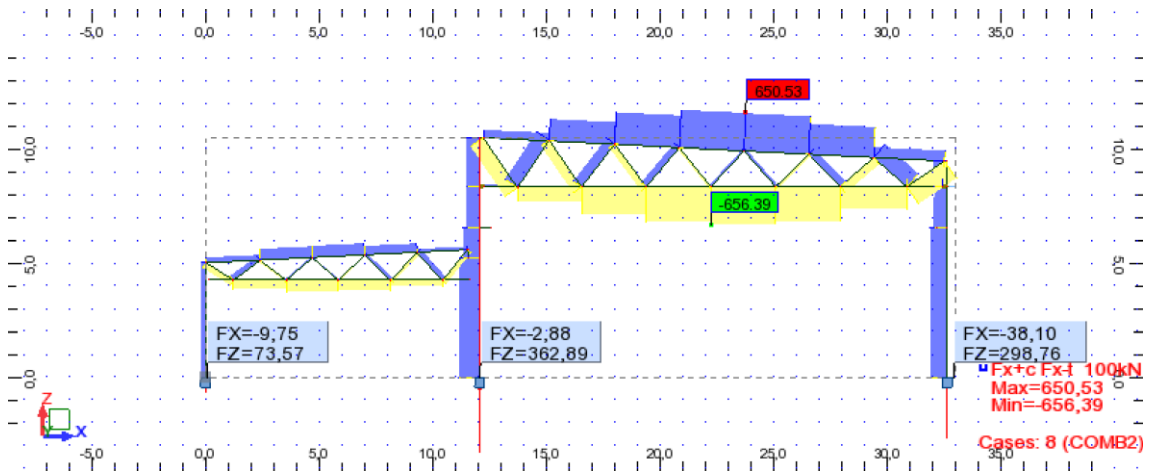 -5,0 0,0 5,0 10,0 15,0 20,0 25,0 30,0 35,0
650.53
10,0 10,0
-656.39
5,0 5,0
FX=-9,75
FZ=73,57
FX=-2,88
FZ=362,89
FX=-38,10
FZ=298,76
0,0 0,0
Fx+c Fx-t 100kN
Max=650,53
Min=-656,39
Z
Y
X
Cases: 8 (COMB2)
-5,0 0,0 5,0 10,0 15,0 20,0 25,0 30,0 35,0